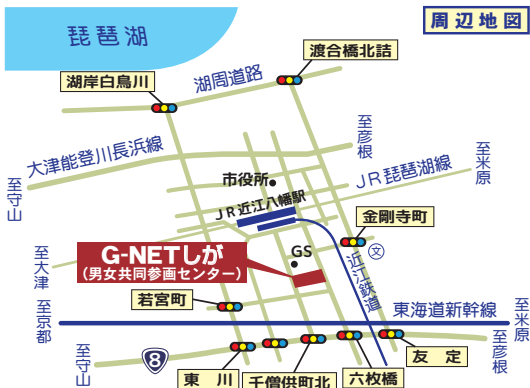 周辺地図
琵琶湖
渡合橋北詰
湖岸白鳥川
湖周道路
大津能登川長浜線
至彦根
至米原
至守山
市役所
JR琵琶湖線
JR近江八幡駅
金剛寺町
文
G-NETしが
(男女共同参画センター)
GS
近江鉄道
至大津
若宮町
至京都
東海道新幹線
至米原
至守山
8
東川
千僧供町北
六枚橋
友定
至彦根